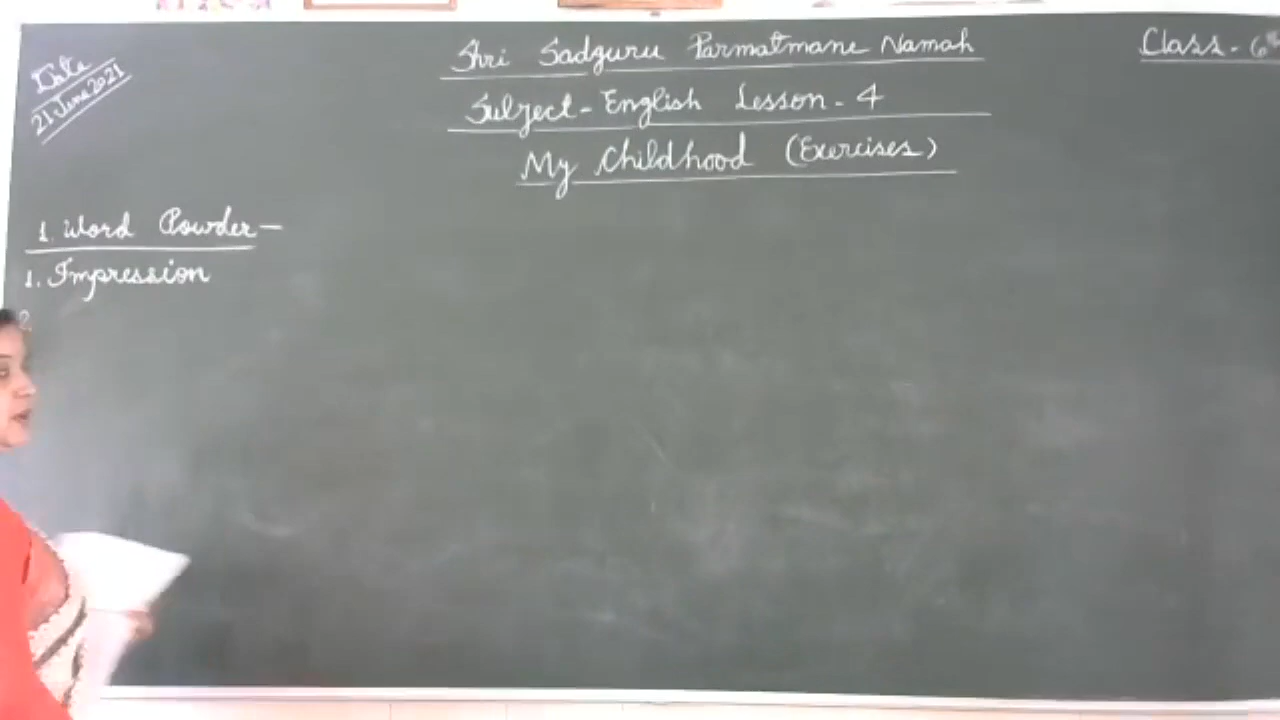 Shri Sadguru Parmatmane Namah
Class - 6th
Date
21 June 2021
Subject - English Lesson - 4
My Childhood (Exercises)
1. Word Powder -
1. Impression
2